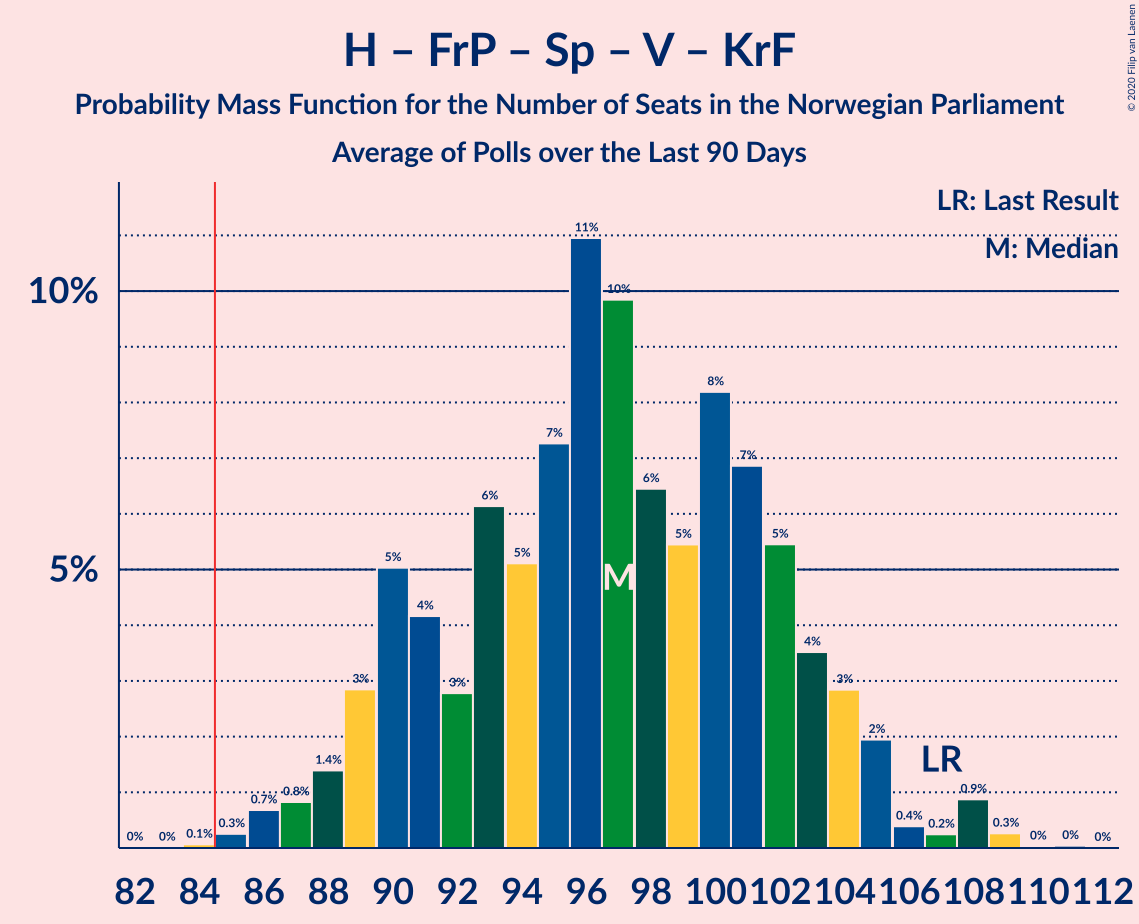 H – FrP – Sp – V – KrF
Probability Mass Function for the Number of Seats in the Norwegian Parliament
Average of Polls over the Last 90 Days
© 2020 Filip van Laenen
LR: Last Result
M: Median
10%
5%
0% 0% 0.1% 0.3% 0.7% 0.8% 1.4% 3% 5% 4% 3% 6% 5% 7% 11% 10% 6% 5% 8% 7% 5% 4% 3% 2% 0.4% 0.2% 0.9% 0.3% 0% 0% 0%
M
LR
82 84 86 88 90 92 94 96 98 100 102 104 106 108 110 112